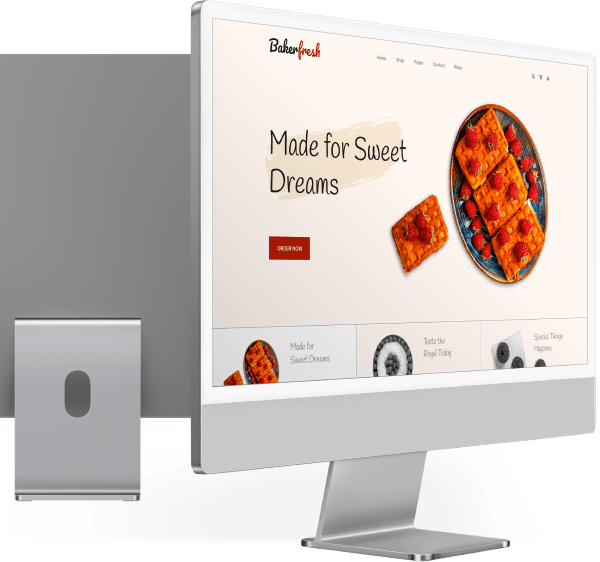 Bakerfresh
Home Shop Pages Contact Blogs
Made for Sweet
Dreams
ORDER NOW
Made for
Sweet Dreams
Taste the
Royal Today
Special Things
Happens